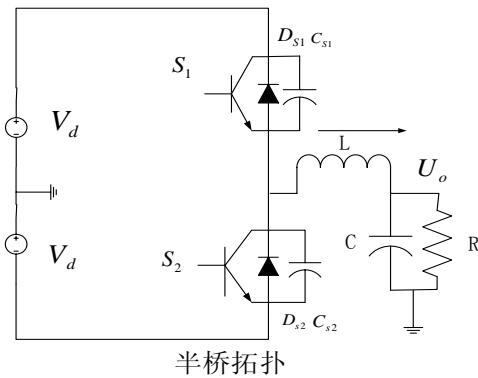 D_{S1} C_{S1}
S_1
V_d
L
U_o
V_d
S_2
C
R
D_{s2} C_{s2}
半桥拓扑